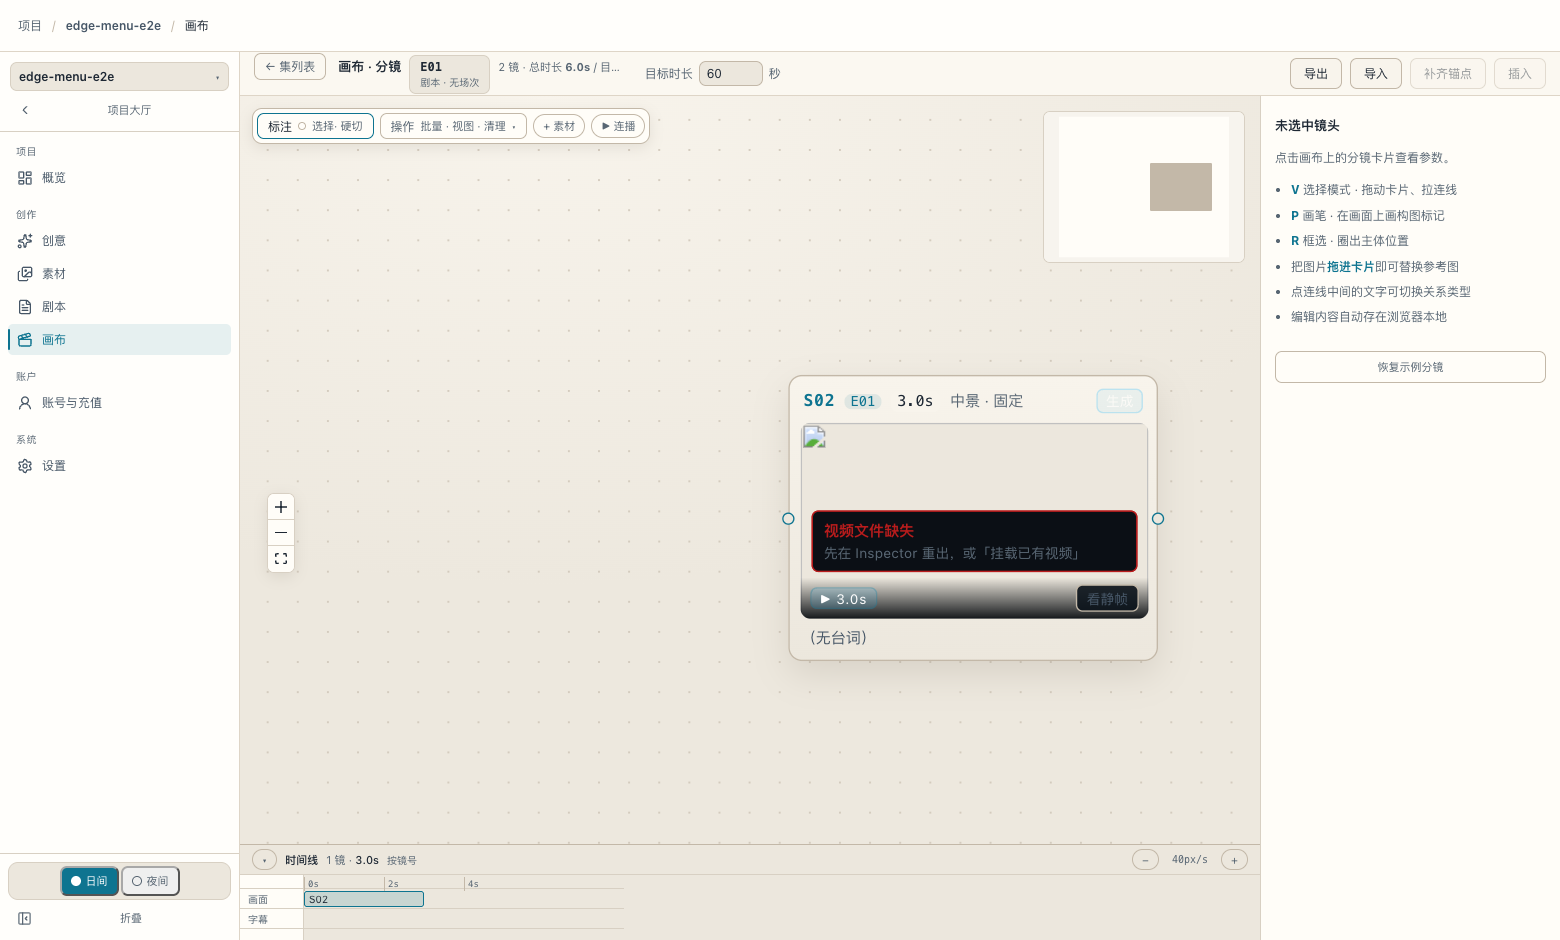 项目 / edge-menu-e2e / 画布
edge-menu-e2e
项目大厅
项目
概览
创作
创意
素材
剧本
画布
账户
账号与充值
系统
设置
日间
夜间
折叠
← 集列表
画布 · 分镜
E01
剧本 · 无场次
2 镜 · 总时长 6.0s / 目...
目标时长 60 秒
导出
导入
补齐锚点
插入
标注 选择· 硬切
操作 批量 · 视图 · 清理
+ 素材
▶ 连播
S02 E01 3.0s 中景 · 固定 生成
视频文件缺失
先在 Inspector 重出，或「挂载已有视频」
▶ 3.0s
看静帧
(无台词)
未选中镜头
点击画布上的分镜卡片查看参数。
V 选择模式 · 拖动卡片、拉连线
P 画笔 · 在画面上画构图标记
R 框选 · 圈出主体位置
把图片拖进卡片即可替换参考图
点连线中间的文字可切换关系类型
编辑内容自动存在浏览器本地
恢复示例分镜
时间线 1 镜 · 3.0s 按镜号
− 40px/s +
0s 2s 4s
画面 S02
字幕